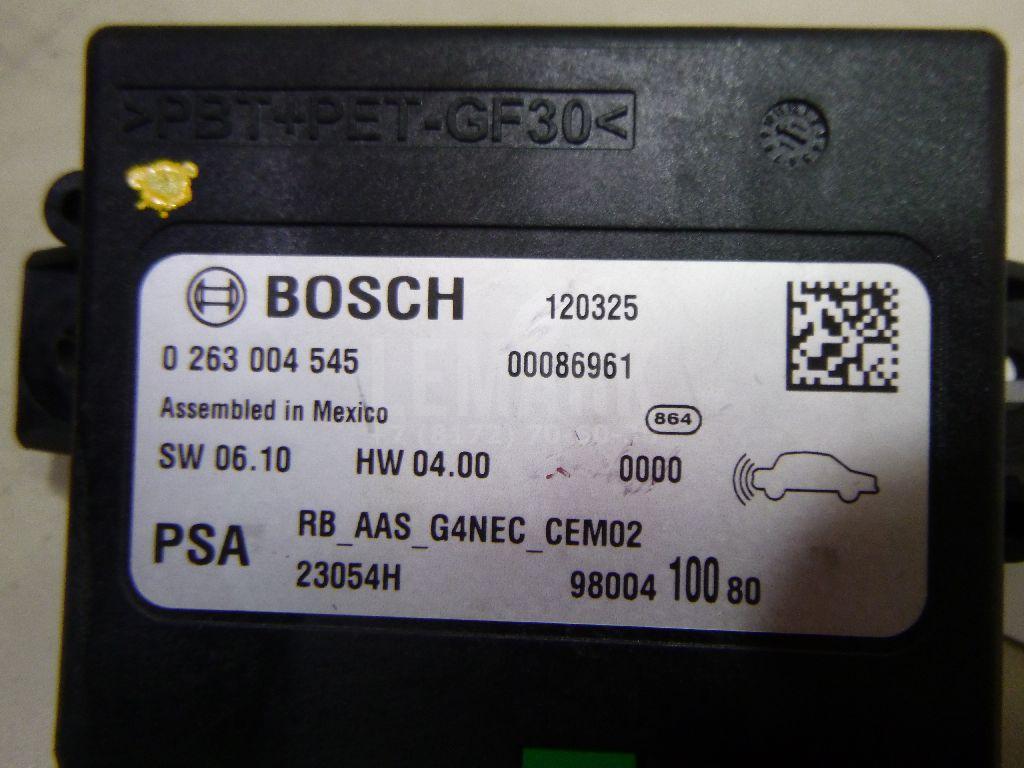 >PBT+PET-GF30<
BOSCH 120325
0 263 004 545 00086961
Assembled in Mexico 864
SW 06.10 HW 04.00 0000
PSA RB_AAS_G4NEC_CEM02
23054H 98004 100 80